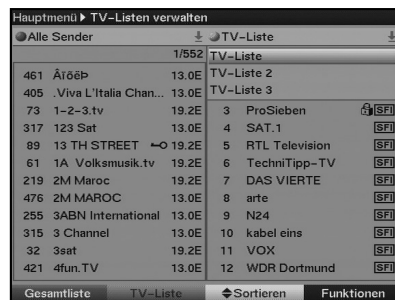 Hauptmenü TV-Listen verwalten
Alle Sender
1/552
461 ÄïõêÞ 13.0E
405 .Viva L'Italia Chan... 13.0E
73 1-2-3.tv 19.2E
317 123 Sat 13.0E
89 13 TH STREET 19.2E
61 1A Volksmusik.tv 19.2E
219 2M Maroc 13.0E
476 2M MAROC 13.0E
255 3ABN International 13.0E
315 3 Channel 13.0E
32 3sat 19.2E
421 4fun.TV 13.0E
TV-Liste
TV-Liste
TV-Liste 2
TV-Liste 3
3 ProSieben SFI
4 SAT.1 SFI
5 RTL Television SFI
6 TechniTipp-TV SFI
7 DAS VIERTE SFI
8 arte SFI
9 N24 SFI
10 kabel eins SFI
11 VOX SFI
12 WDR Dortmund SFI
Gesamtliste TV-Liste Sortieren Funktionen